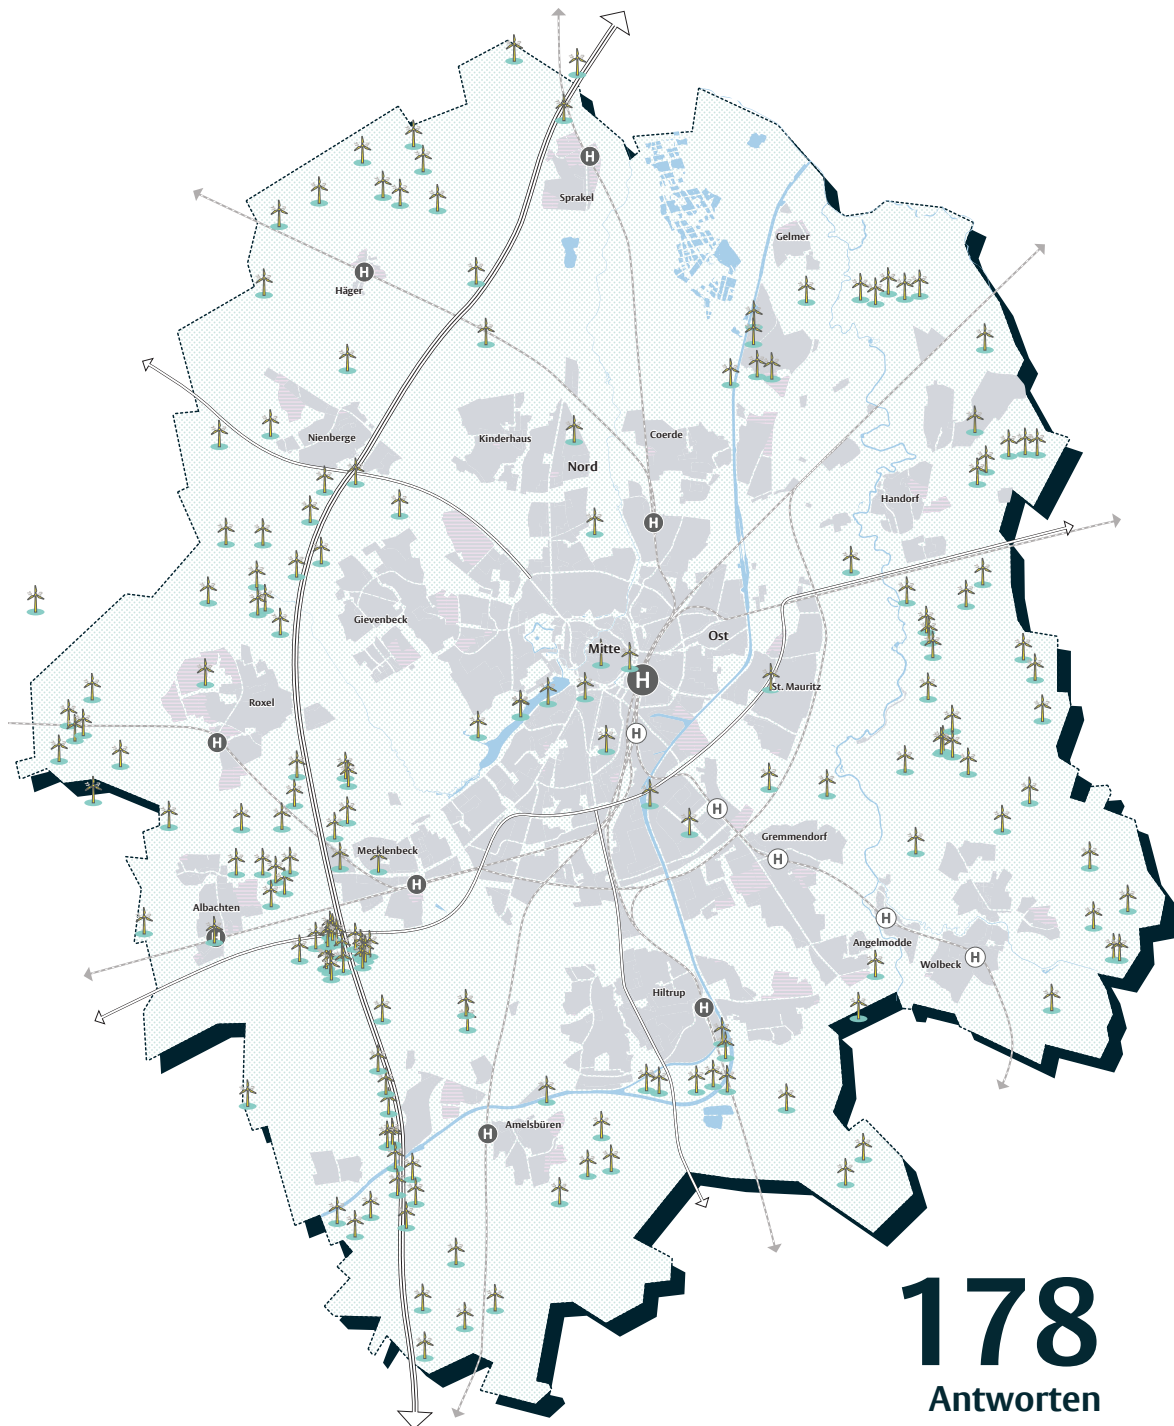 H
Sprakel
Gelmer
H
Häger
Nienberge
Kinderhaus
Coerde
Nord
Handorf
H
Gievenbeck
Mitte
Ost
H
St. Mauritz
Roxel
H
H
H
Gremmendorf
Mecklenbeck
H
H
Albachten
H
H
Angelmodde
Wolbeck
H
Hiltrup
H
Amelsbüren
H
178
Antworten